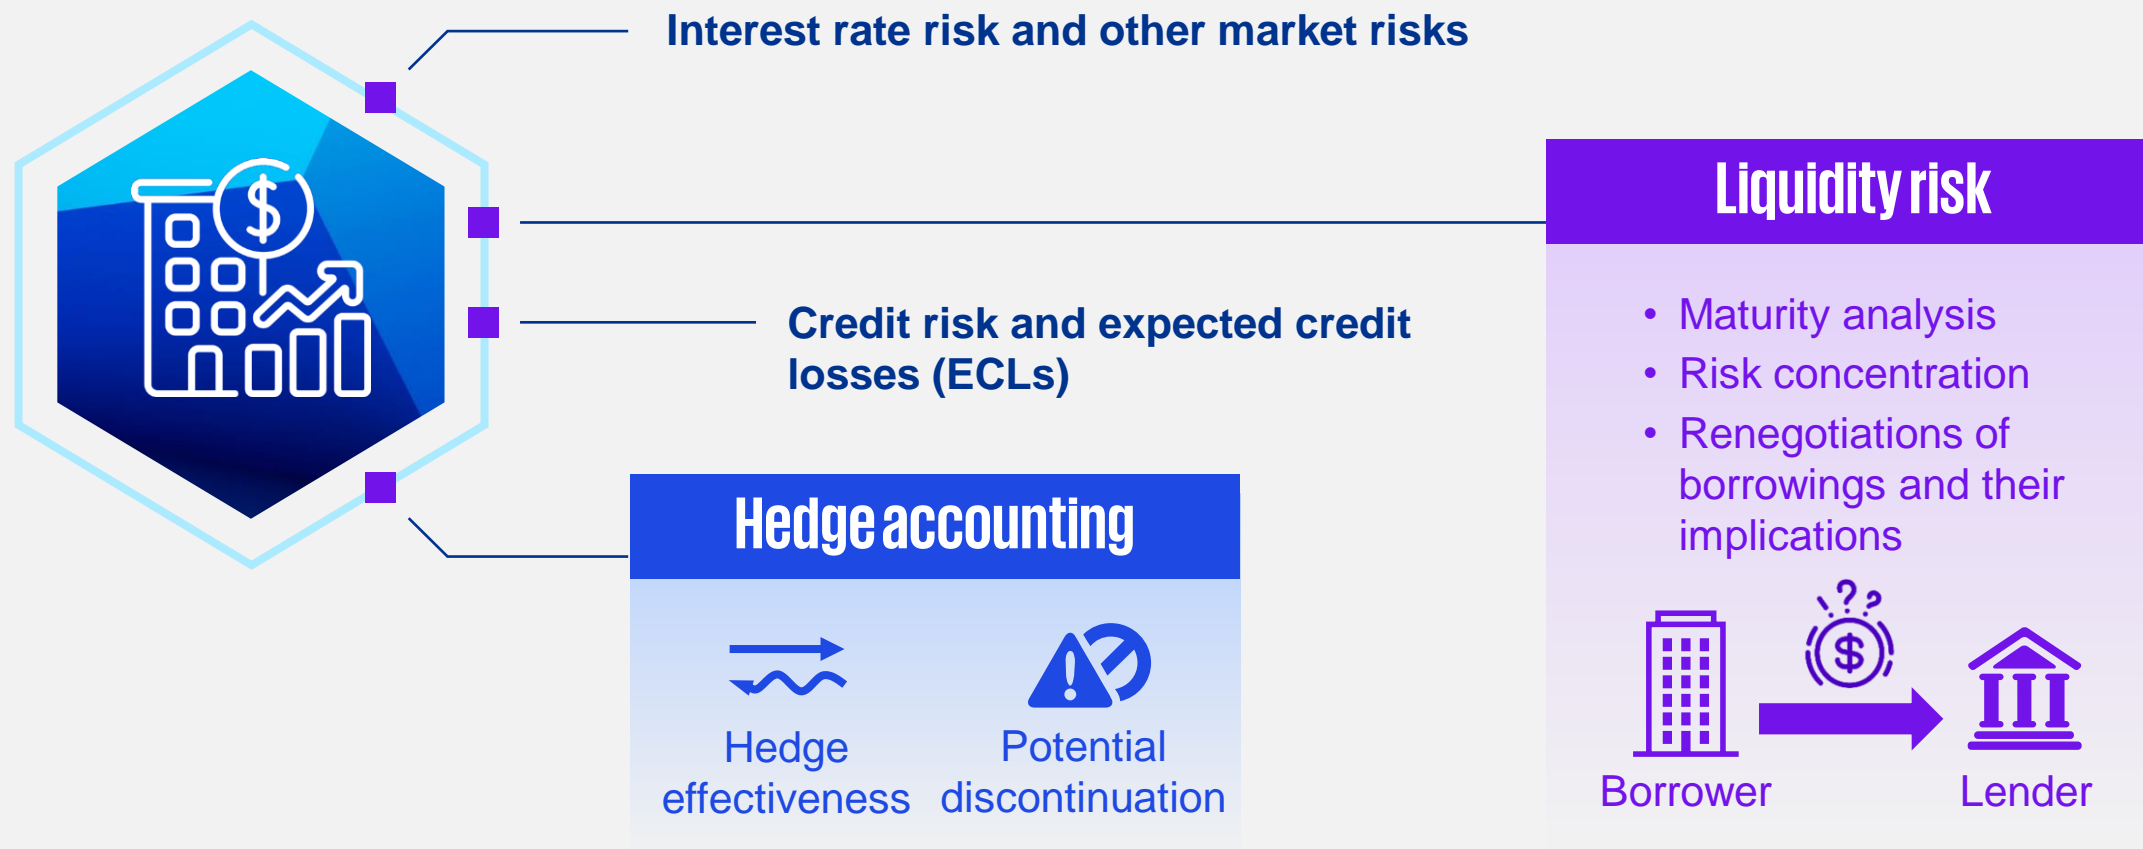 Interest rate risk and other market risks
Liquidity risk
• Maturity analysis
• Risk concentration
• Renegotiations of
borrowings and their
implications
Borrower
Lender
Credit risk and expected credit
losses (ECLs)
Hedge accounting
Hedge
effectiveness
Potential
discontinuation